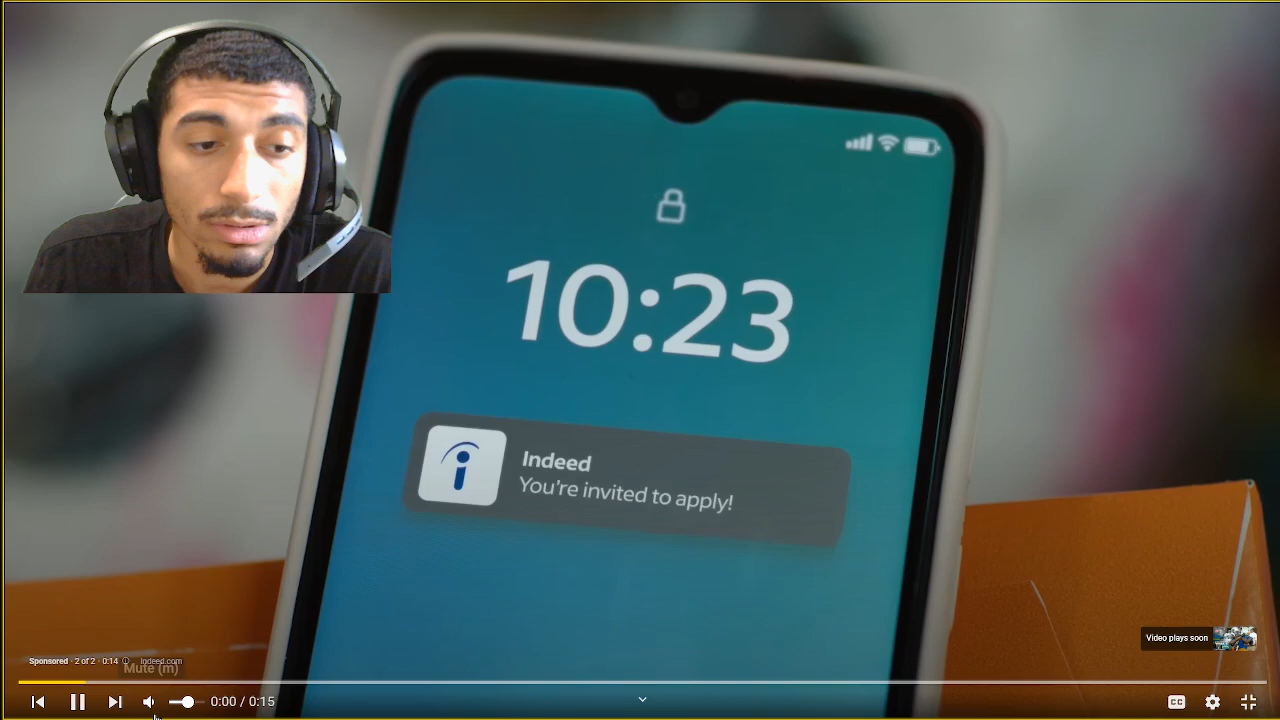 10:23
Indeed
You're invited to apply!
Video plays soon
Sponsored · 2 of 2 · 0:14 indeed.com
Mute (m)
0:00 / 0:15
CC